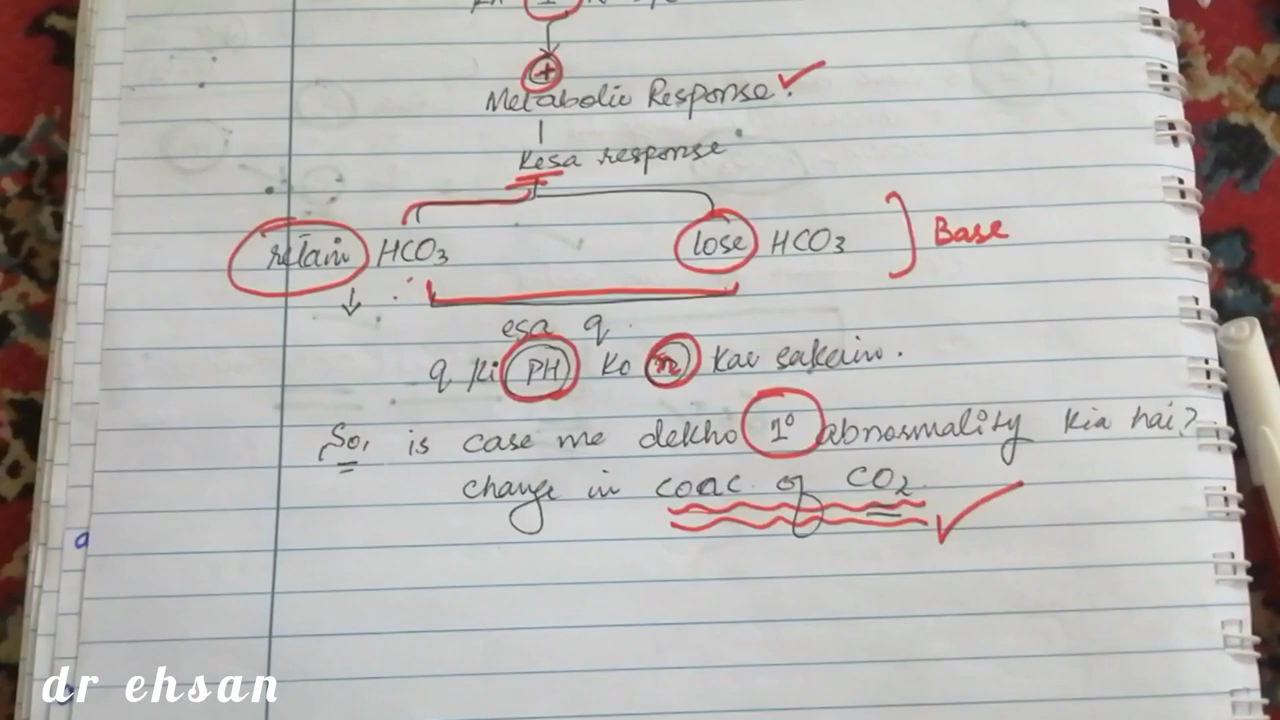 ⊕
Metabolic Response.
Kesa response
retain HCO3 lose HCO3 ] Base
esa q
q ki PH ko kar sakein.
So, is case me dekho 1° abnormality kia hai?
change in conc. of CO2
a
dr ehsan